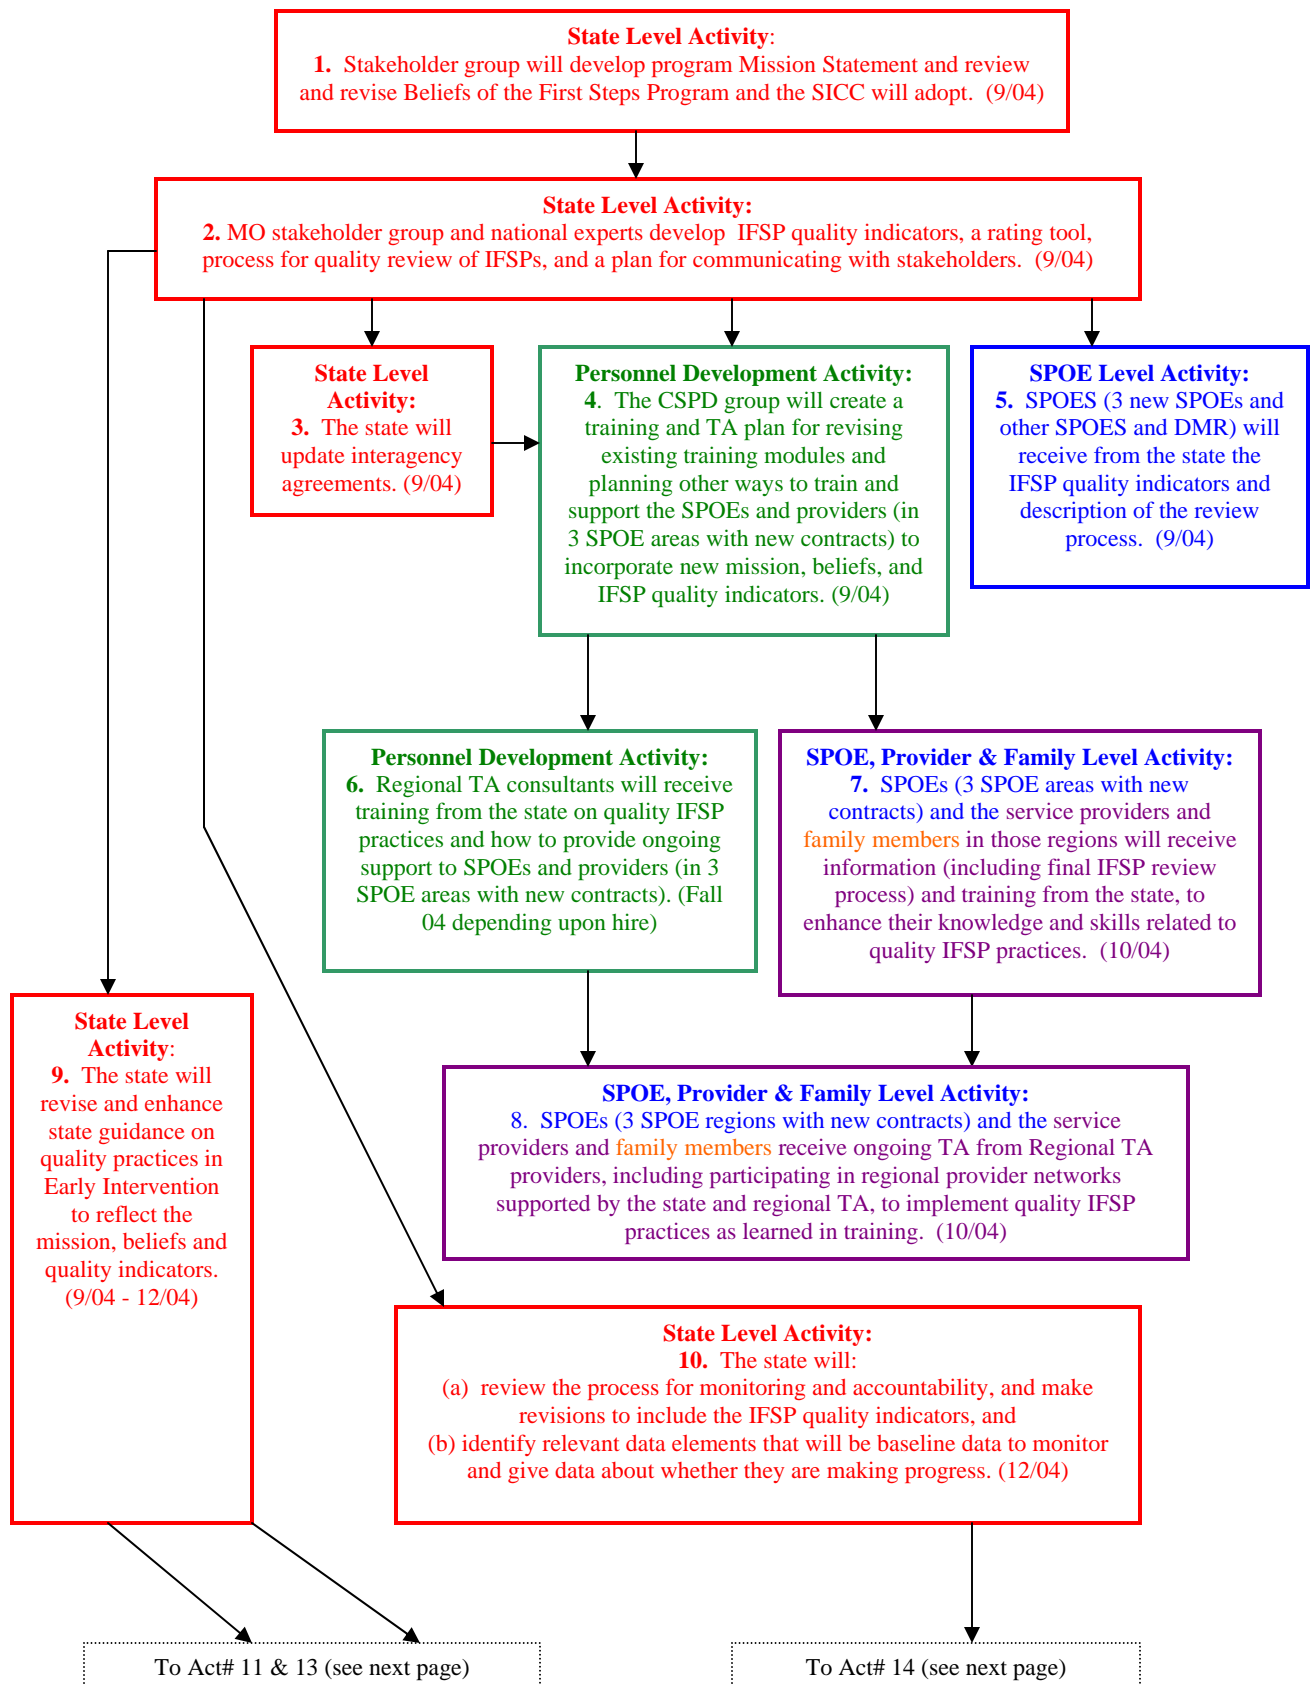 State Level Activity:
1. Stakeholder group will develop program Mission Statement and review
and revise Beliefs of the First Steps Program and the SICC will adopt. (9/04)
State Level Activity:
2. MO stakeholder group and national experts develop IFSP quality indicators, a rating tool,
process for quality review of IFSPs, and a plan for communicating with stakeholders. (9/04)
State Level
Activity:
3. The state will
update interagency
agreements. (9/04)
Personnel Development Activity:
4. The CSPD group will create a
training and TA plan for revising
existing training modules and
planning other ways to train and
support the SPOEs and providers (in
3 SPOE areas with new contracts) to
incorporate new mission, beliefs, and
IFSP quality indicators. (9/04)
SPOE Level Activity:
5. SPOES (3 new SPOEs and
other SPOES and DMR) will
receive from the state the
IFSP quality indicators and
description of the review
process. (9/04)
Personnel Development Activity:
6. Regional TA consultants will receive
training from the state on quality IFSP
practices and how to provide ongoing
support to SPOEs and providers (in 3
SPOE areas with new contracts). (Fall
04 depending upon hire)
SPOE, Provider & Family Level Activity:
7. SPOEs (3 SPOE areas with new
contracts) and the service providers and
family members in those regions will receive
information (including final IFSP review
process) and training from the state, to
enhance their knowledge and skills related to
quality IFSP practices. (10/04)
SPOE, Provider & Family Level Activity:
8. SPOEs (3 SPOE regions with new contracts) and the service
providers and family members receive ongoing TA from Regional TA
providers, including participating in regional provider networks
supported by the state and regional TA, to implement quality IFSP
practices as learned in training. (10/04)
State Level
Activity:
9. The state will
revise and enhance
state guidance on
quality practices in
Early Intervention
to reflect the
mission, beliefs and
quality indicators.
(9/04 - 12/04)
State Level Activity:
10. The state will:
(a) review the process for monitoring and accountability, and make
revisions to include the IFSP quality indicators, and
(b) identify relevant data elements that will be baseline data to monitor
and give data about whether they are making progress. (12/04)
To Act# 11 & 13 (see next page)
To Act# 14 (see next page)